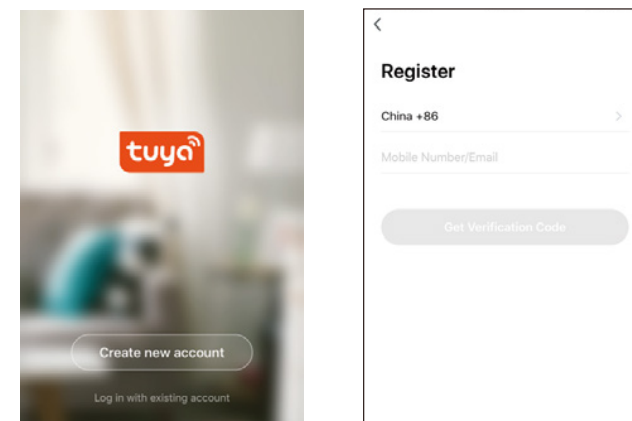 tuya
Create new account
Log in with existing account
Register
China +86
Mobile Number/Email
Get Verification Code